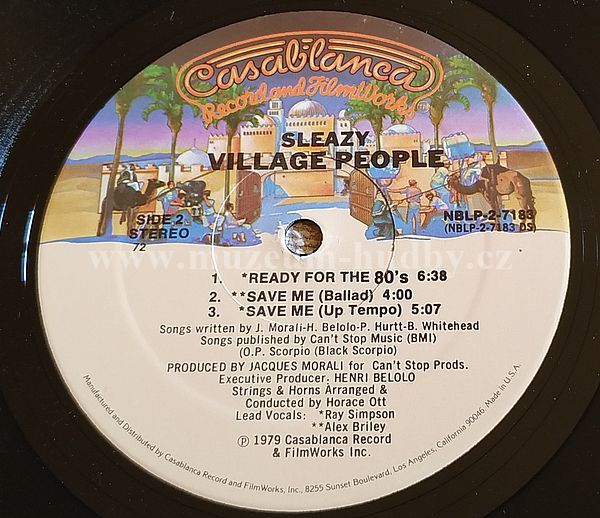 Casablanca
Record and FilmWorks TM
SLEAZY
VILLAGE PEOPLE
SIDE 2
STEREO
72
NBLP-2-7183
(NBLP-2-7183 DS)
www.muzeum-hudby.cz
1. *READY FOR THE 80's 6:38
2. **SAVE ME (Ballad) 4:00
3. *SAVE ME (Up Tempo) 5:07
Songs written by J. Morali-H. Belolo-P. Hurtt-B. Whitehead
Songs published by Can't Stop Music (BMI)
(O.P. Scorpio (Black Scorpio)
PRODUCED BY JACQUES MORALI for Can't Stop Prods.
Executive Producer: HENRI BELOLO
Strings & Horns Arranged &
Conducted by Horace Ott
Lead Vocals: *Ray Simpson
**Alex Briley
℗ 1979 Casablanca Record
& FilmWorks Inc.
Manufactured and Distributed by Casablanca Record and FilmWorks, Inc., 8255 Sunset Boulevard, Los Angeles, California 90046, Made in U.S.A.